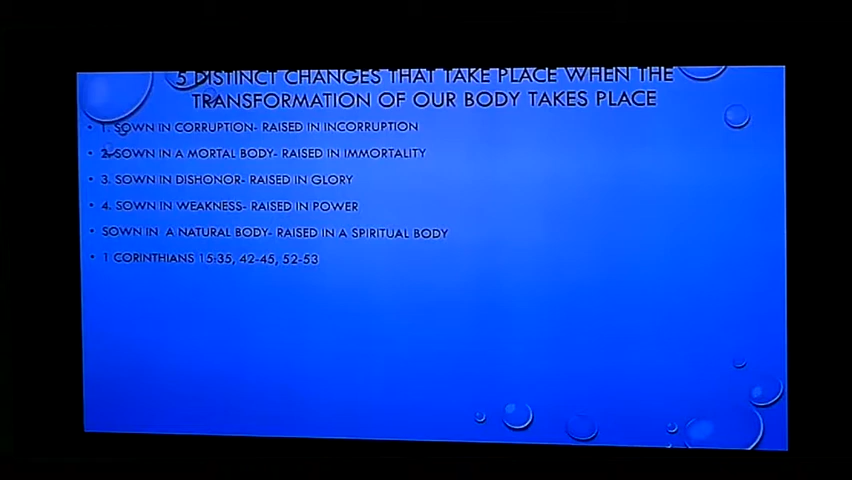 5 DISTINCT CHANGES THAT TAKE PLACE WHEN THE
TRANSFORMATION OF OUR BODY TAKES PLACE
• 1. SOWN IN CORRUPTION- RAISED IN INCORRUPTION
• 2. SOWN IN A MORTAL BODY- RAISED IN IMMORTALITY
• 3. SOWN IN DISHONOR- RAISED IN GLORY
• 4. SOWN IN WEAKNESS- RAISED IN POWER
• SOWN IN A NATURAL BODY- RAISED IN A SPIRITUAL BODY
• 1 CORINTHIANS 15:35, 42-45, 52-53